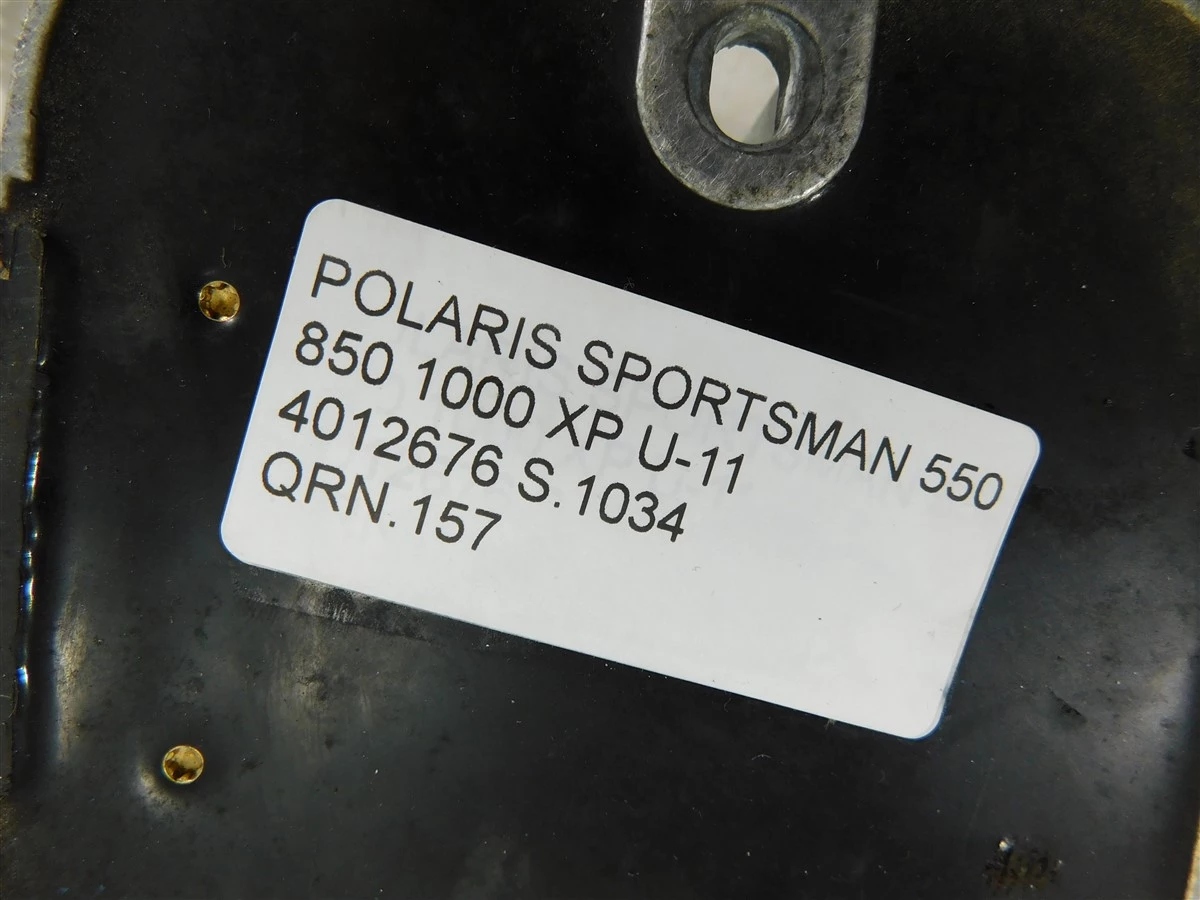 POLARIS SPORTSMAN 550
850 1000 XP U-11
4012676 S.1034
QRN.157